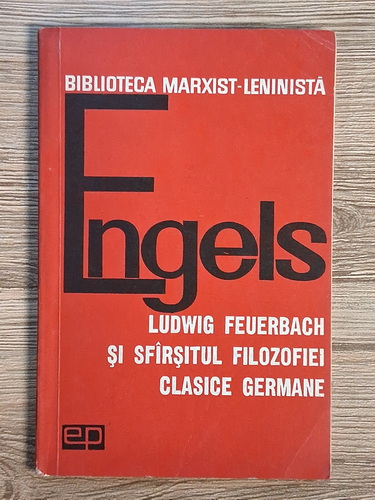 BIBLIOTECA MARXIST-LENINISTĂ
Engels
LUDWIG FEUERBACH
ŞI SFÎRŞITUL FILOZOFIEI
CLASICE GERMANE
ep